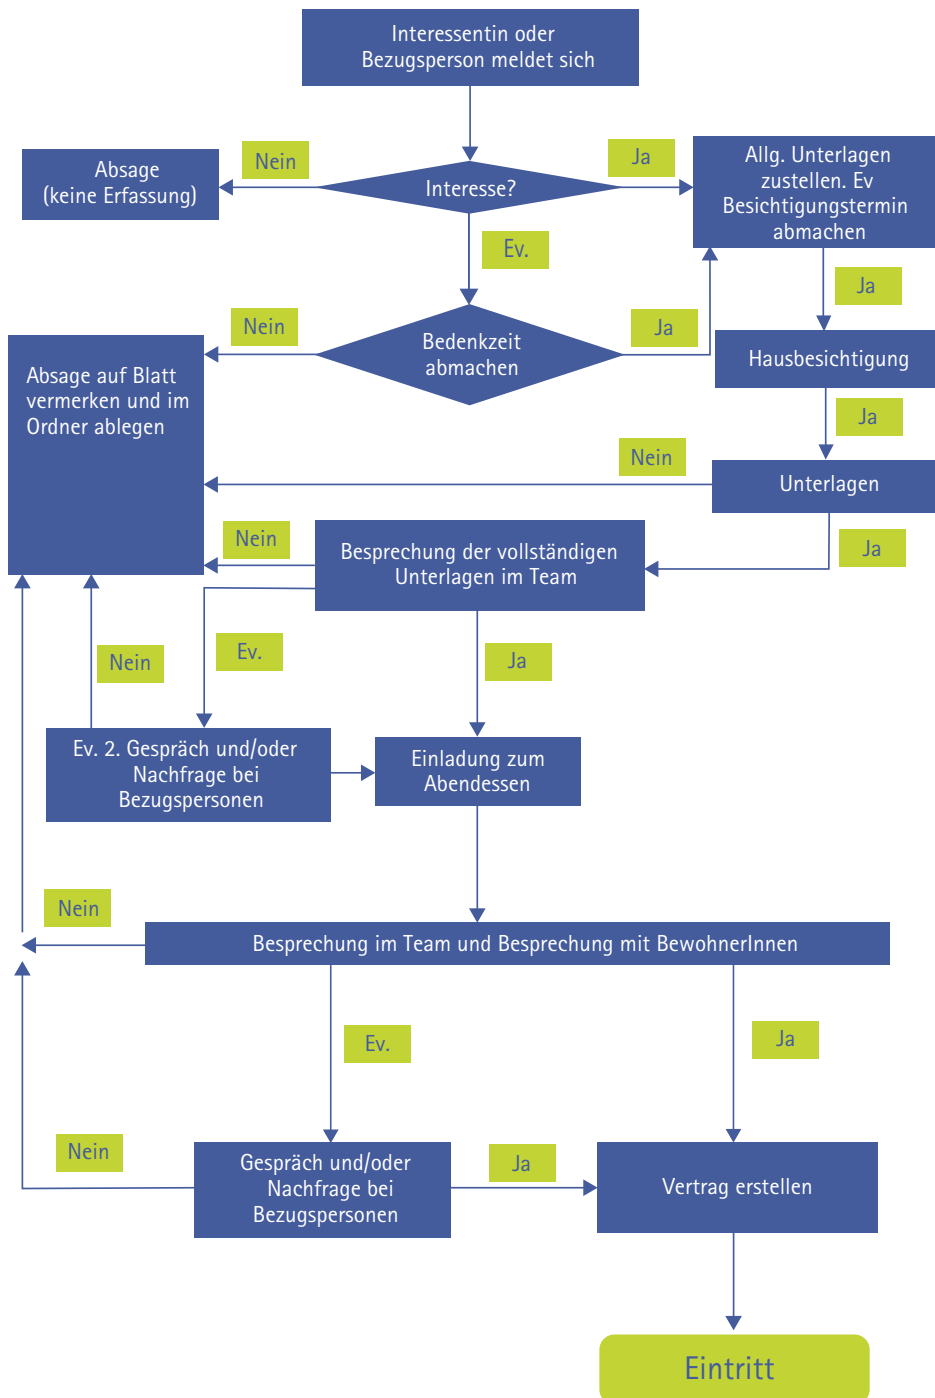 Interessentin oder
Bezugsperson meldet sich
Nein
Ja
Absage
(keine Erfassung)
Interesse?
Allg. Unterlagen
zustellen. Ev
Besichtigungstermin
abmachen
Ev.
Ja
Nein
Ja
Bedenkzeit
abmachen
Hausbesichtigung
Absage auf Blatt
vermerken und im
Ordner ablegen
Ja
Nein
Unterlagen
Nein
Ja
Besprechung der vollständigen
Unterlagen im Team
Ev.
Nein
Ja
Ev. 2. Gespräch und/oder
Nachfrage bei
Bezugspersonen
Einladung zum
Abendessen
Nein
Besprechung im Team und Besprechung mit BewohnerInnen
Ev.
Ja
Nein
Gespräch und/oder
Nachfrage bei
Bezugspersonen
Ja
Vertrag erstellen
Eintritt